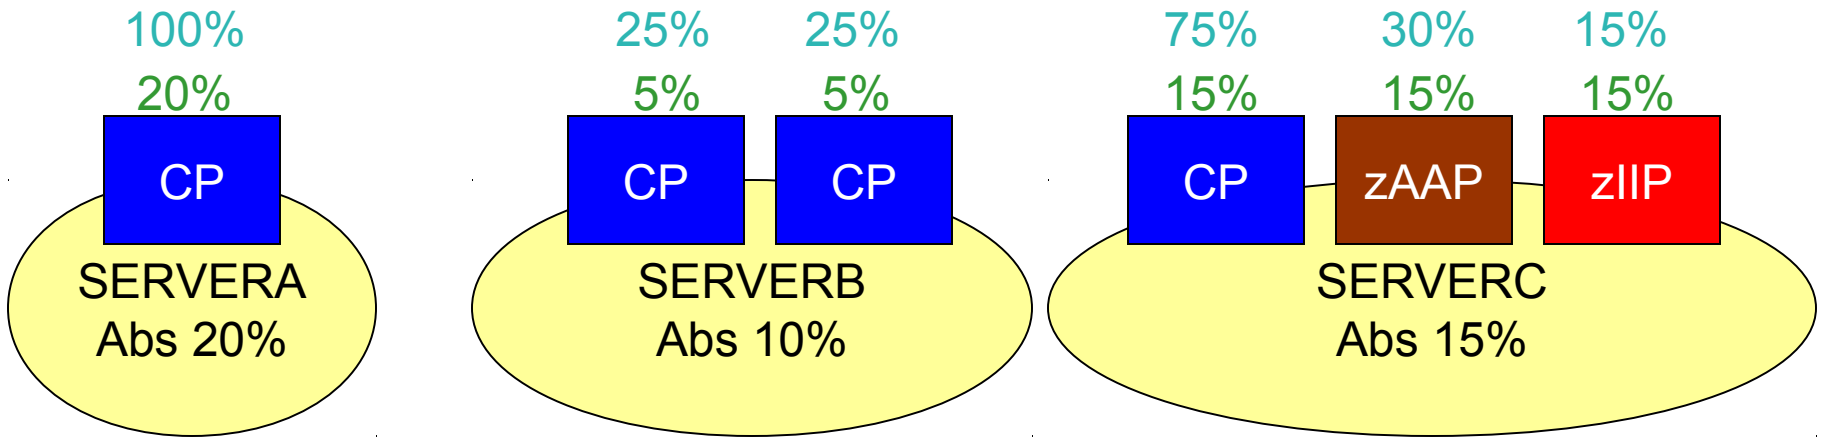 100% 25% 25% 75% 30% 15%
20% 5% 5% 15% 15% 15%
CP CP CP CP zAAP zIIP
SERVERA SERVERB SERVERC
Abs 20% Abs 10% Abs 15%